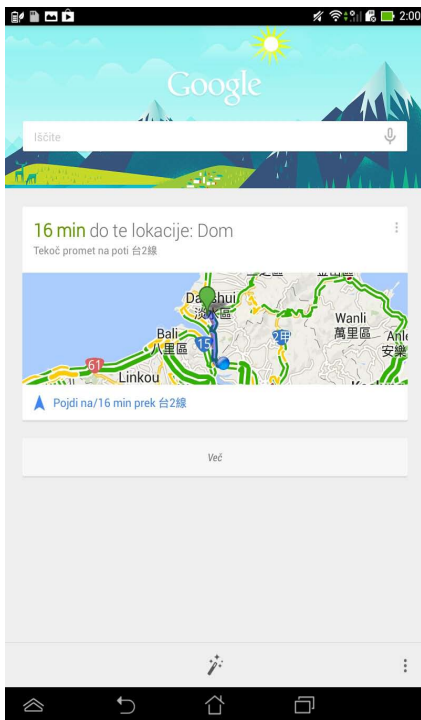 2:00
Google
Iščite
16 min do te lokacije: Dom
Tekoč promet na poti 台2線
Danshui
淡水區
Wanli
萬里區
Bali
八里區
15
2甲
Anle
安樂
61
Linkou
Pojdi na/16 min prek 台2線
Več